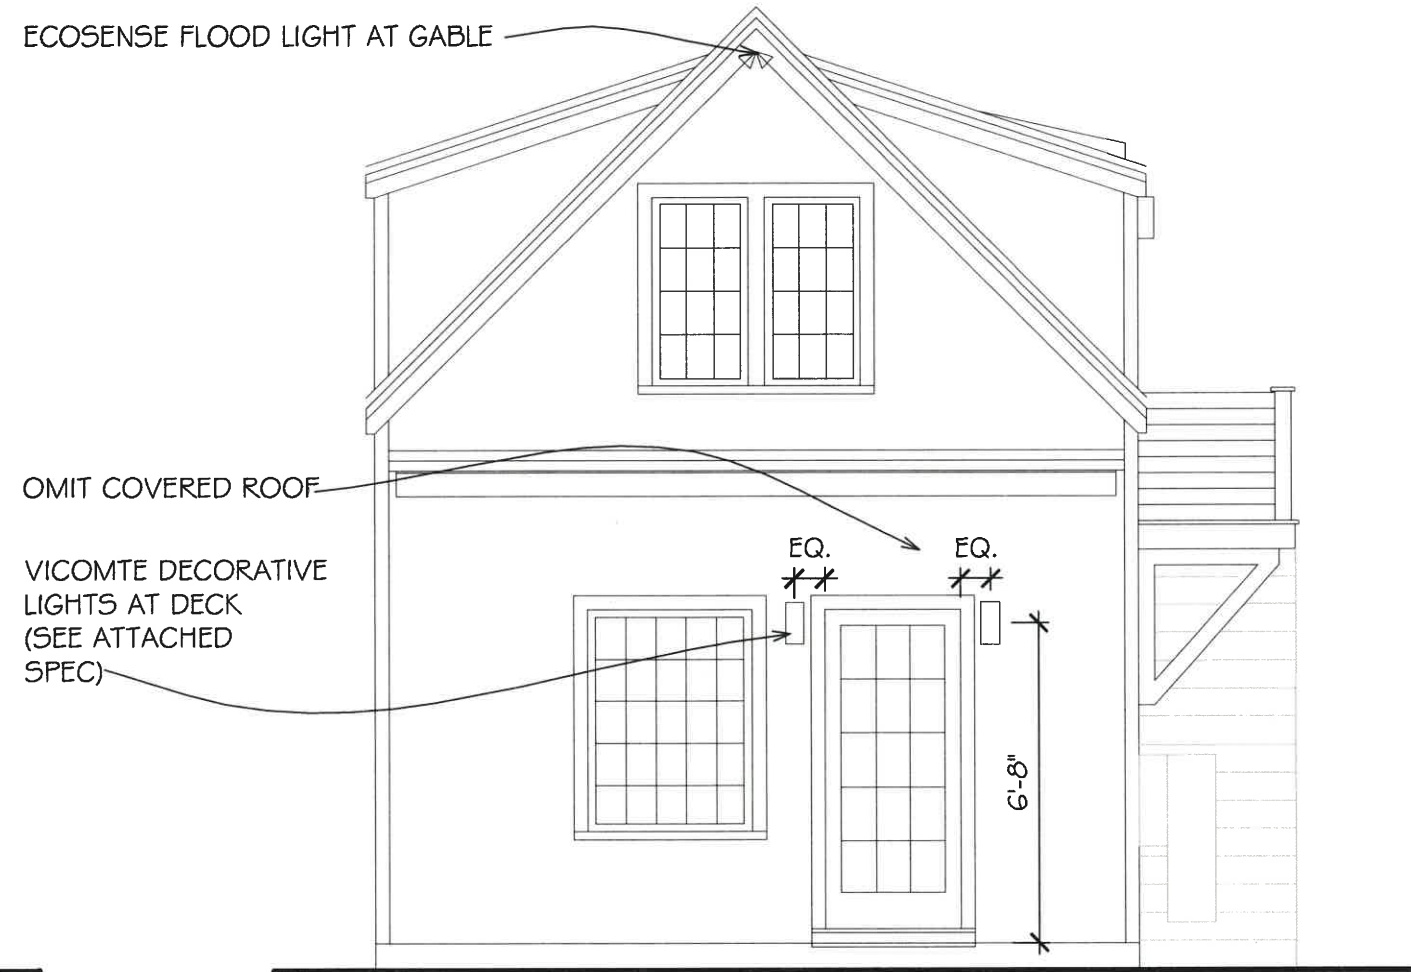 ECOSENSE FLOOD LIGHT AT GABLE
OMIT COVERED ROOF
EQ. EQ.
VICOMTE DECORATIVE
LIGHTS AT DECK
(SEE ATTACHED
SPEC)
6'-8"